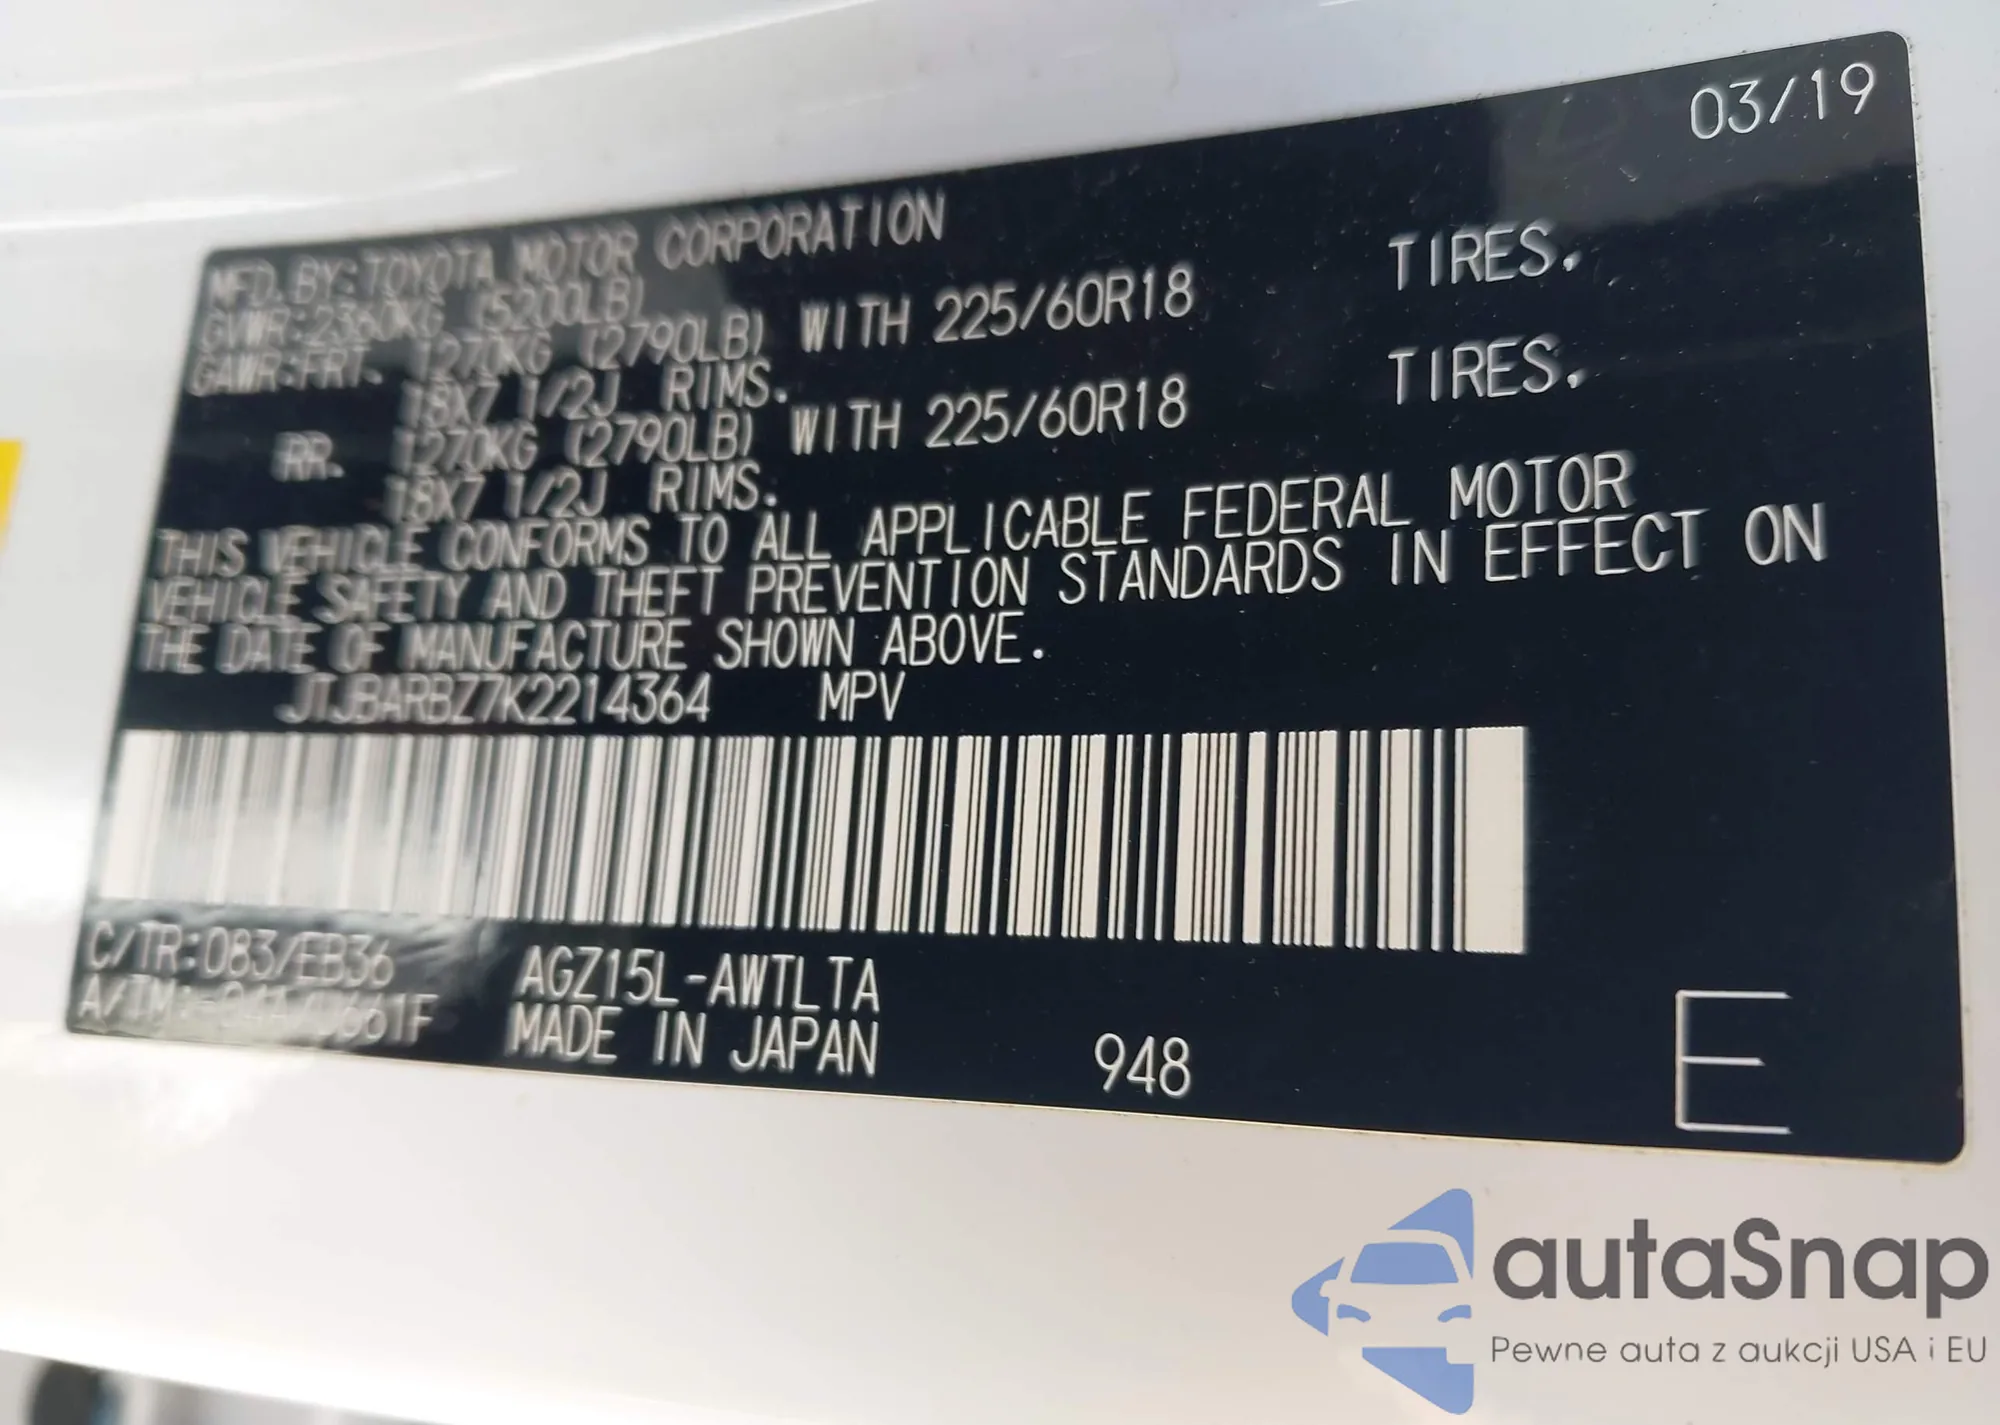 03/19
MFD. BY: TOYOTA MOTOR CORPORATION
GVWR: 2360KG (5200LB)
GAWR: FRT. 1270KG (2790LB) WITH 225/60R18 TIRES.
18X7 1/2J RIMS.
RR. 1270KG (2790LB) WITH 225/60R18 TIRES.
18X7 1/2J RIMS.
THIS VEHICLE CONFORMS TO ALL APPLICABLE FEDERAL MOTOR
VEHICLE SAFETY AND THEFT PREVENTION STANDARDS IN EFFECT ON
THE DATE OF MANUFACTURE SHOWN ABOVE.
JTJBARBZ7K2214364 MPV
C/TR: 083/EB36 AGZ15L-AWTLTA
MADE IN JAPAN 948
E
autaSnap
Pewne auta z aukcji USA i EU